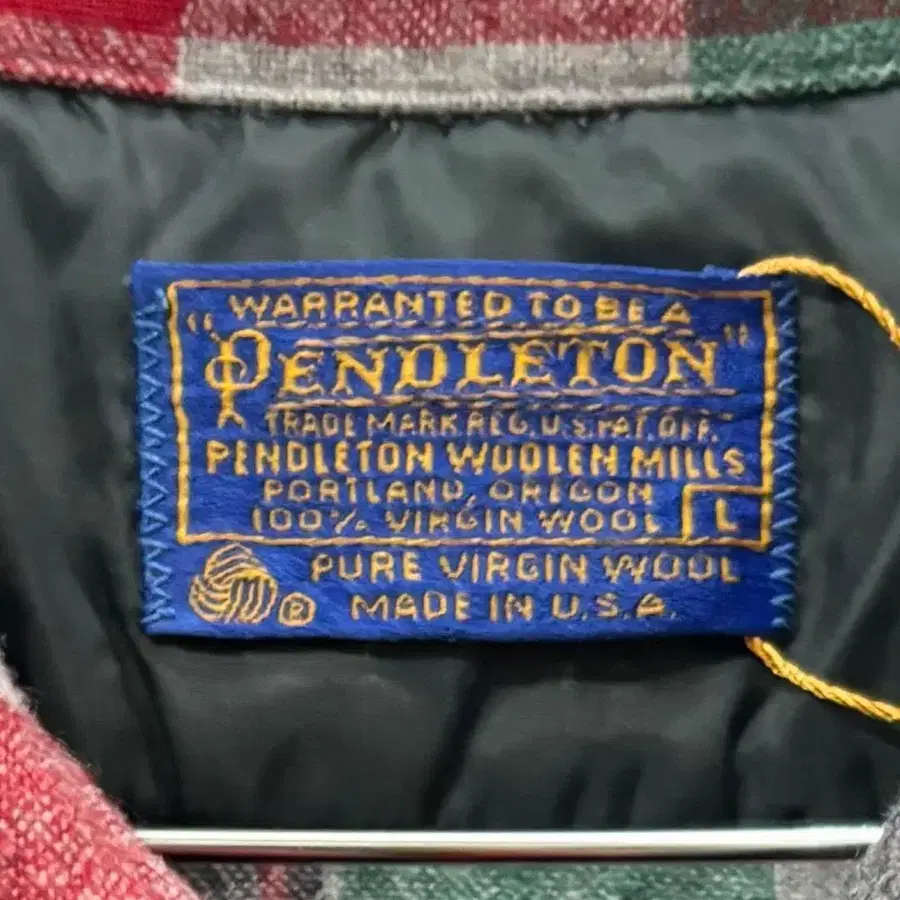 WARRANTED TO BE A
"PENDLETON"
TRADE MARK REG. U.S. PAT. OFF.
PENDLETON WOOLEN MILLS
PORTLAND, OREGON
100% VIRGIN WOOL L
PURE VIRGIN WOOL
® MADE IN U.S.A.